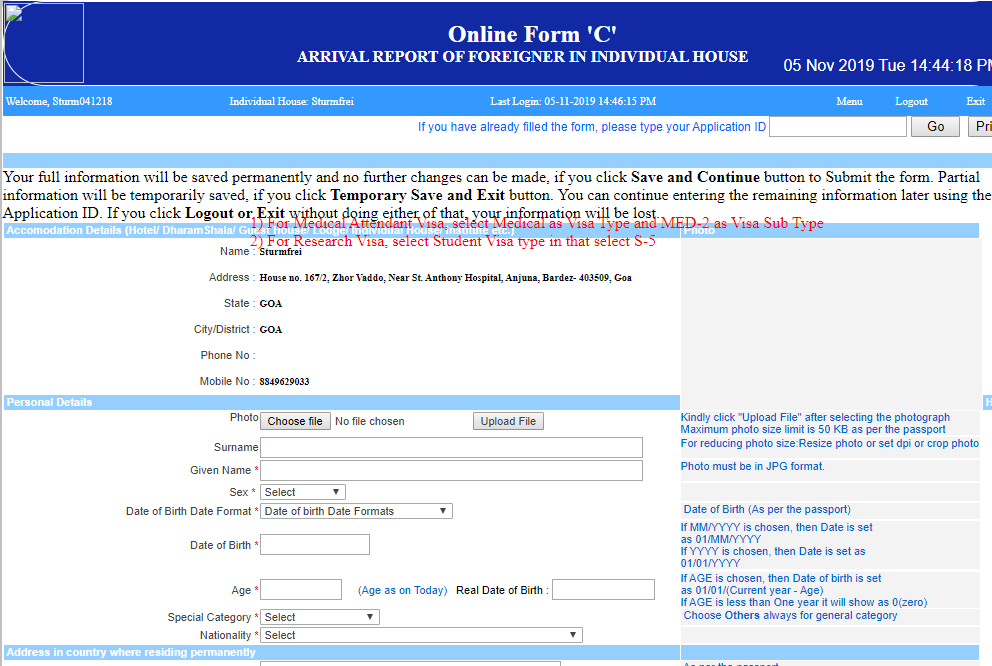 Online Form 'C'
ARRIVAL REPORT OF FOREIGNER IN INDIVIDUAL HOUSE
05 Nov 2019 Tue 14:44:18 PM
Welcome, Sturm041218 Individual House: Sturmfrei Last Login: 05-11-2019 14:46:15 PM Menu Logout Exit
If you have already filled the form, please type your Application ID Go Pri
Your full information will be saved permanently and no further changes can be made, if you click Save and Continue button to Submit the form. Partial
information will be temporarily saved, if you click Temporary Save and Exit button. You can continue entering the remaining information later using the
Application ID. If you click Logout or Exit without doing either of that, your information will be lost.
1) For Medical Attendant Visa, select Medical as Visa Type and MED-2 as Visa Sub Type
Accomodation Details (Hotel/ DharamShala/ Guest House/ Lodge/ Individual House/ Institute etc.) Photo
2) For Research Visa, select Student Visa type in that select S-5
Name : Sturmfrei
Address : House no. 167/2, Zhor Vaddo, Near St. Anthony Hospital, Anjuna, Bardez- 403509, Goa
State : GOA
City/District : GOA
Phone No :
Mobile No : 8849629033
Personal Details H
Photo Choose file No file chosen Upload File
Kindly click "Upload File" after selecting the photograph
Maximum photo size limit is 50 KB as per the passport
For reducing photo size:Resize photo or set dpi or crop photo
Surname
Given Name * Photo must be in JPG format.
Sex * Select
Date of Birth Date Format * Date of birth Date Formats Date of Birth (As per the passport)
Date of Birth *
If MM/YYYY is chosen, then Date is set
as 01/MM/YYYY
If YYYY is chosen, then Date is set as
01/01/YYYY
Age * (Age as on Today) Real Date of Birth :
If AGE is chosen, then Date of birth is set
as 01/01/(Current year - Age)
If AGE is less than One year it will show as 0(zero)
Special Category * Select Choose Others always for general category
Nationality * Select
Address in country where residing permanently
As per the passport